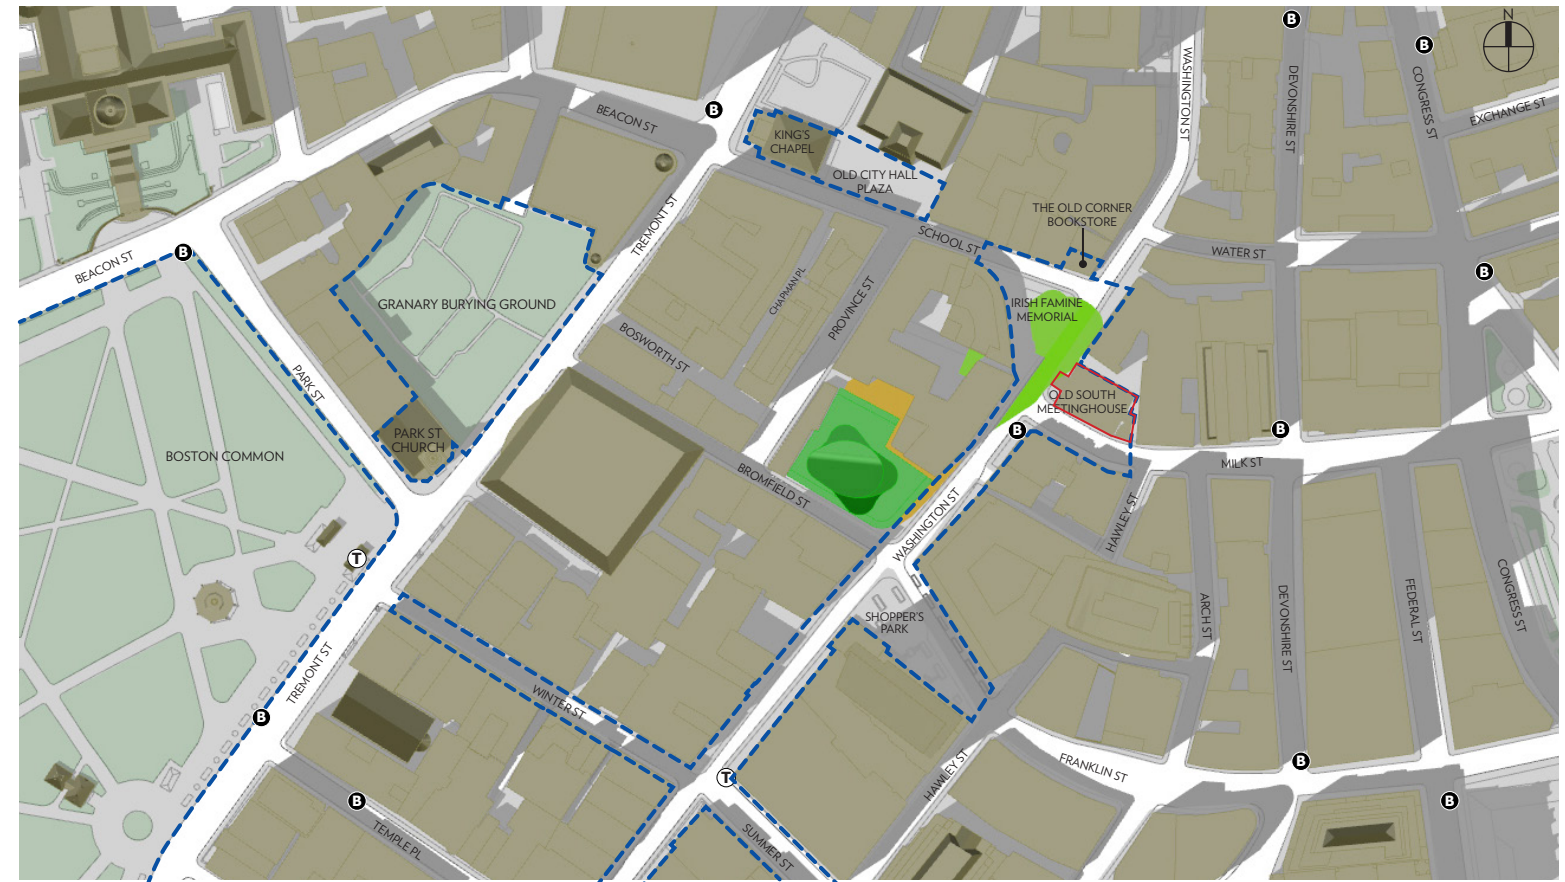 B
B
N
WASHINGTON ST
DEVONSHIRE ST
CONGRESS ST
EXCHANGE ST
BEACON ST
B
KING'S
CHAPEL
OLD CITY HALL
PLAZA
THE OLD CORNER
BOOKSTORE
TREMONT ST
SCHOOL ST
WATER ST
B
BEACON ST
B
GRANARY BURYING GROUND
CHAPMAN PL
PROVINCE ST
IRISH FAMINE
MEMORIAL
BOSWORTH ST
PARK ST
OLD SOUTH
MEETINGHOUSE
PARK ST
CHURCH
B
B
BOSTON COMMON
MILK ST
BROMFIELD ST
WASHINGTON ST
HAWLEY ST
T
ARCH ST
DEVONSHIRE ST
FEDERAL ST
CONGRESS ST
SHOPPER'S
PARK
TREMONT ST
WINTER ST
B
HAWLEY ST
FRANKLIN ST
B
T
B
B
TEMPLE PL
SUMMER ST